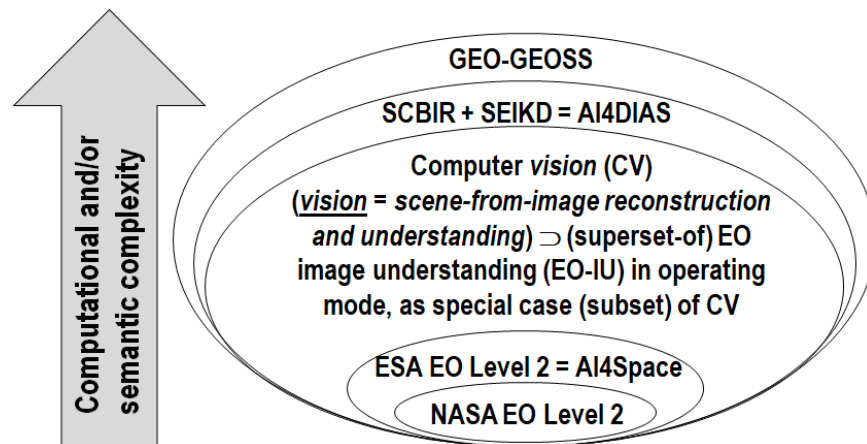 Computational and/or
semantic complexity
GEO-GEOSS
SCBIR + SEIKD = AI4DIAS
Computer vision (CV)
(vision = scene-from-image reconstruction
and understanding) ⊃ (superset-of) EO
image understanding (EO-IU) in operating
mode, as special case (subset) of CV
ESA EO Level 2 = AI4Space
NASA EO Level 2